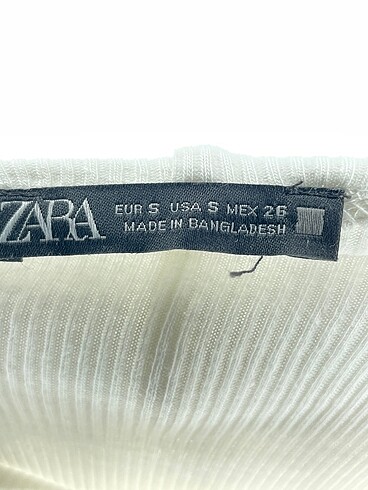 ZARA
EUR S USA S MEX 26
MADE IN BANGLADESH